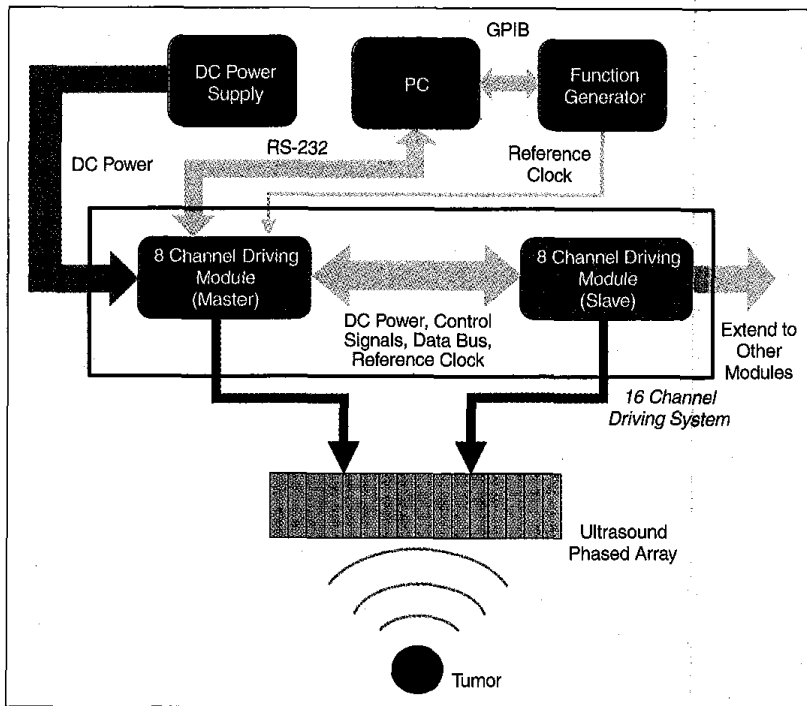 GPIB
DC Power
Supply
PC
Function
Generator
RS-232
Reference
Clock
DC Power
8 Channel Driving
Module
(Master)
8 Channel Driving
Module
(Slave)
DC Power, Control
Signals, Data Bus,
Reference Clock
Extend to
Other
Modules
16 Channel
Driving System
Ultrasound
Phased Array
Tumor